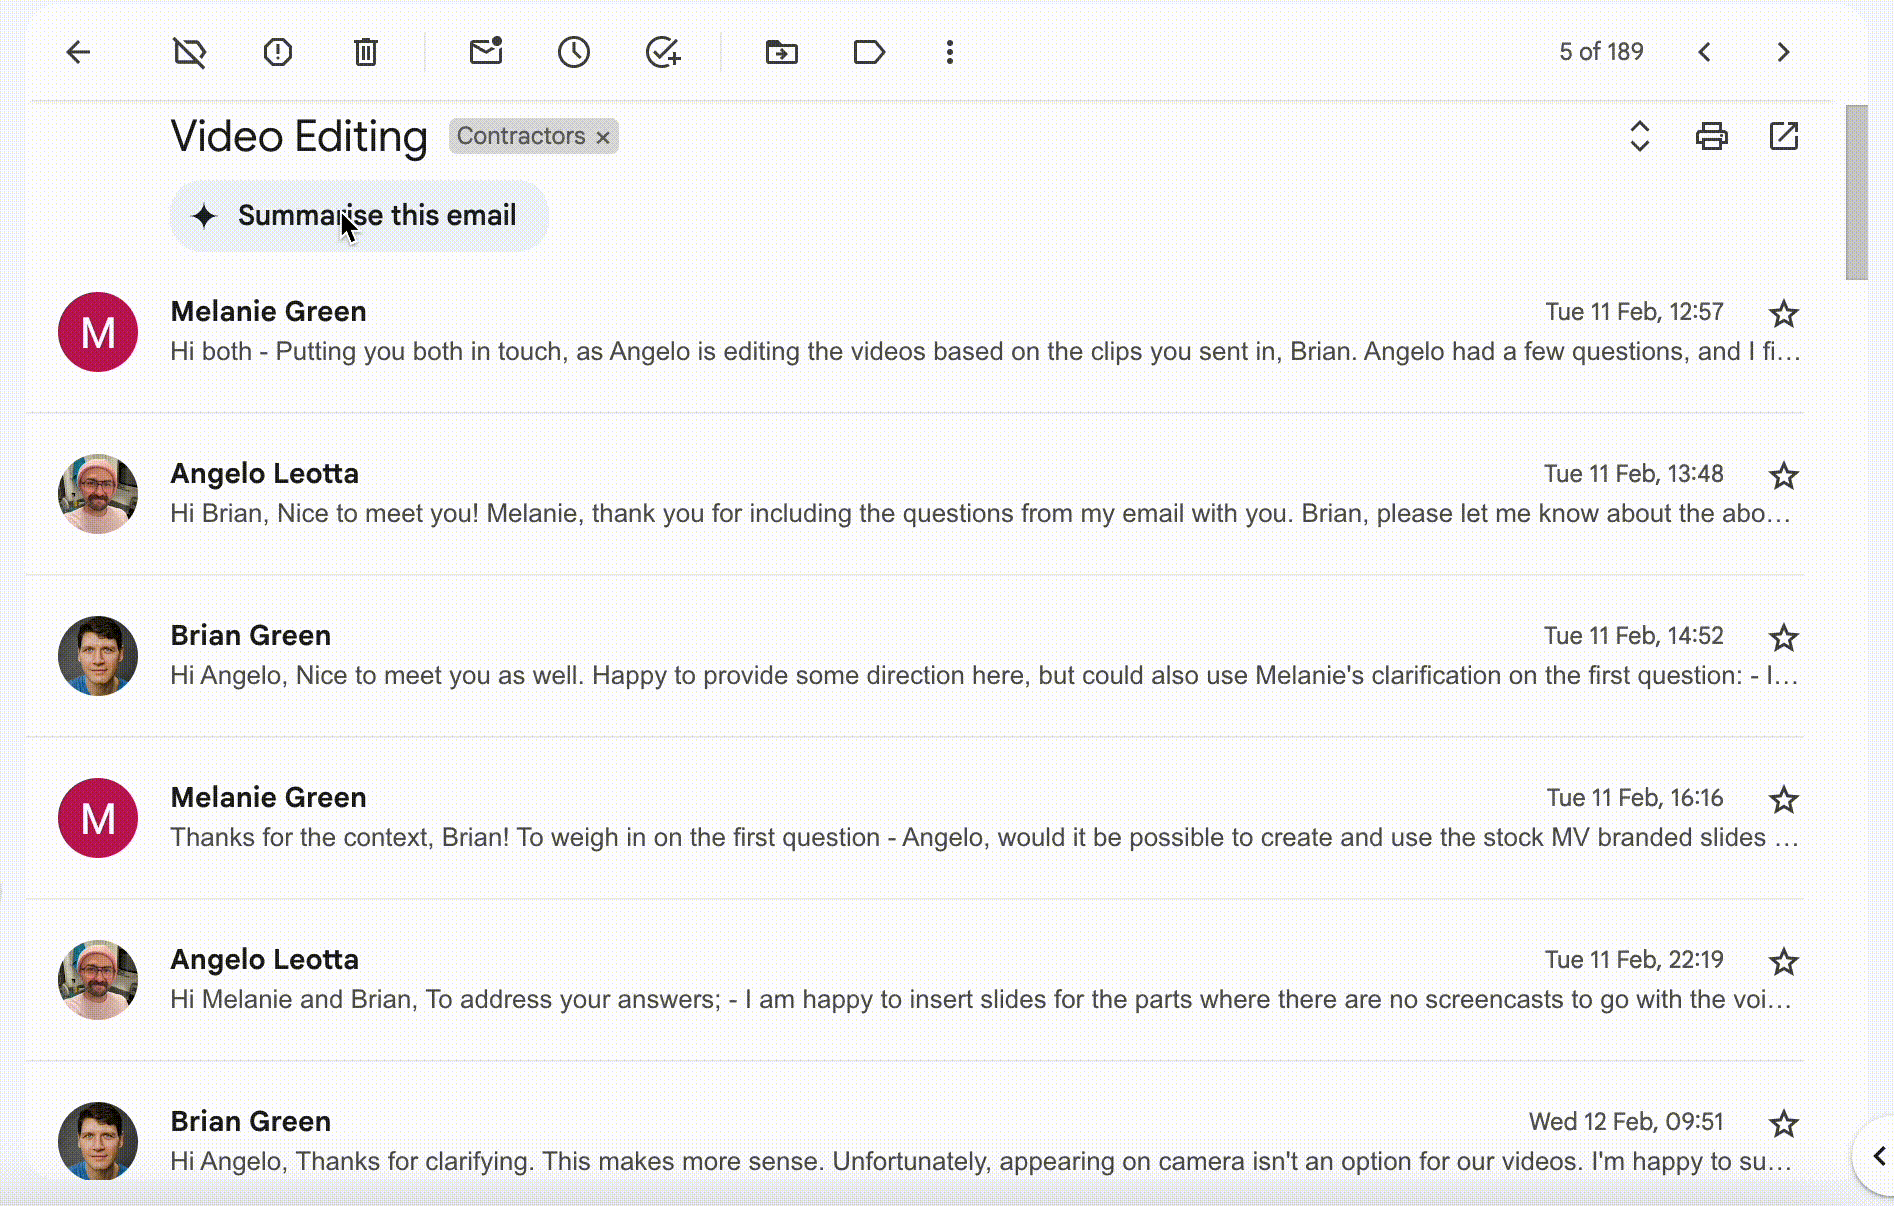 5 of 189
Video Editing Contractors ×
Summarise this email
M
Melanie Green Tue 11 Feb, 12:57
Hi both - Putting you both in touch, as Angelo is editing the videos based on the clips you sent in, Brian. Angelo had a few questions, and I fi…
Angelo Leotta Tue 11 Feb, 13:48
Hi Brian, Nice to meet you! Melanie, thank you for including the questions from my email with you. Brian, please let me know about the abo…
Brian Green Tue 11 Feb, 14:52
Hi Angelo, Nice to meet you as well. Happy to provide some direction here, but could also use Melanie's clarification on the first question: - I…
M
Melanie Green Tue 11 Feb, 16:16
Thanks for the context, Brian! To weigh in on the first question - Angelo, would it be possible to create and use the stock MV branded slides …
Angelo Leotta Tue 11 Feb, 22:19
Hi Melanie and Brian, To address your answers; - I am happy to insert slides for the parts where there are no screencasts to go with the voi…
Brian Green Wed 12 Feb, 09:51
Hi Angelo, Thanks for clarifying. This makes more sense. Unfortunately, appearing on camera isn't an option for our videos. I'm happy to su…